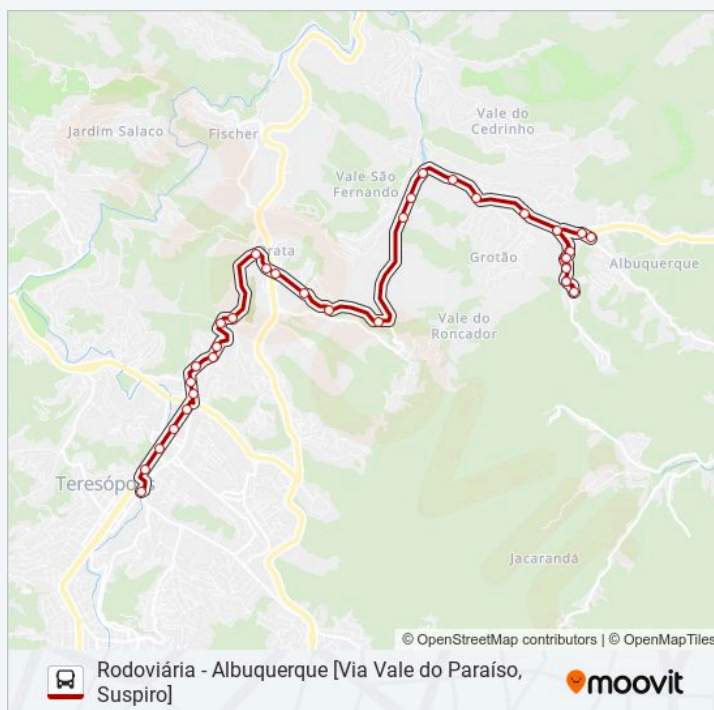 Vale do
Cedrinho
Jardim Salaco
Fischer
Vale São
Fernando
Grotão
Albuquerque
Vale do
Roncador
Teresópolis
Jacarandá
© OpenStreetMap contributors | © OpenMapTiles
Rodoviária - Albuquerque [Via Vale do Paraíso,
Suspiro]
moovit